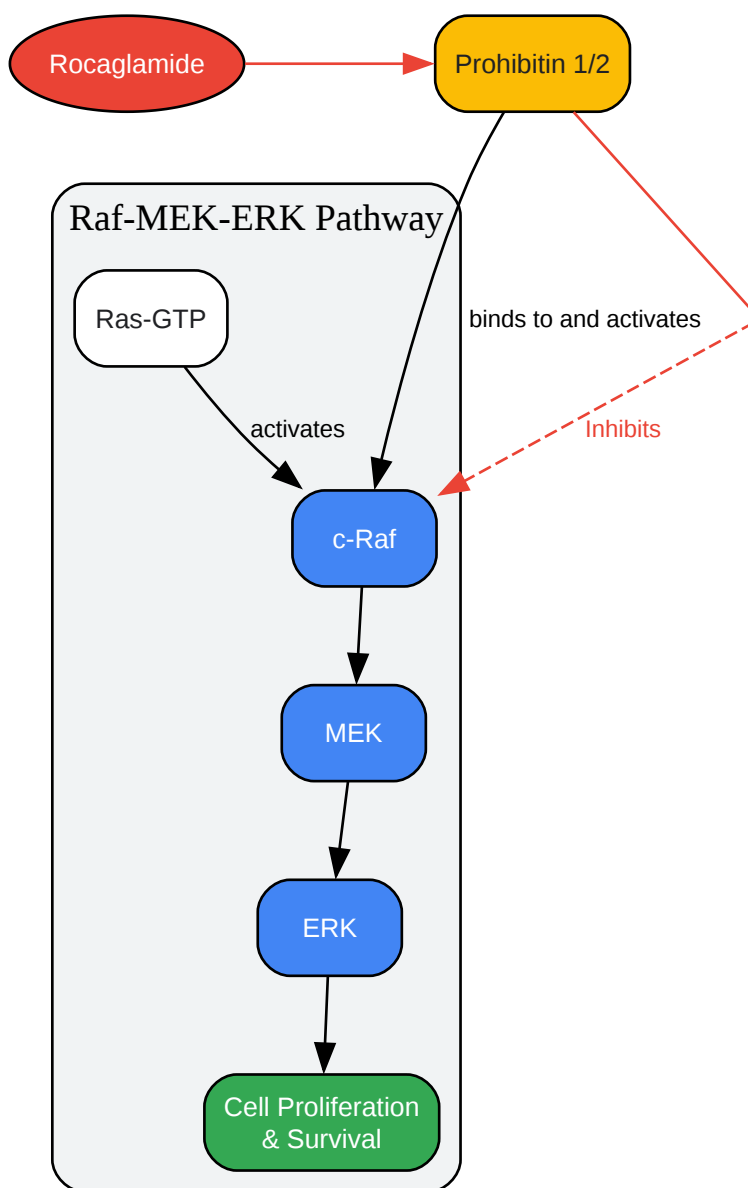 Rocaglamide
Prohibitin 1/2
Raf-MEK-ERK Pathway
Ras-GTP
binds to and activates
activates
Inhibits
c-Raf
MEK
ERK
Cell Proliferation
& Survival